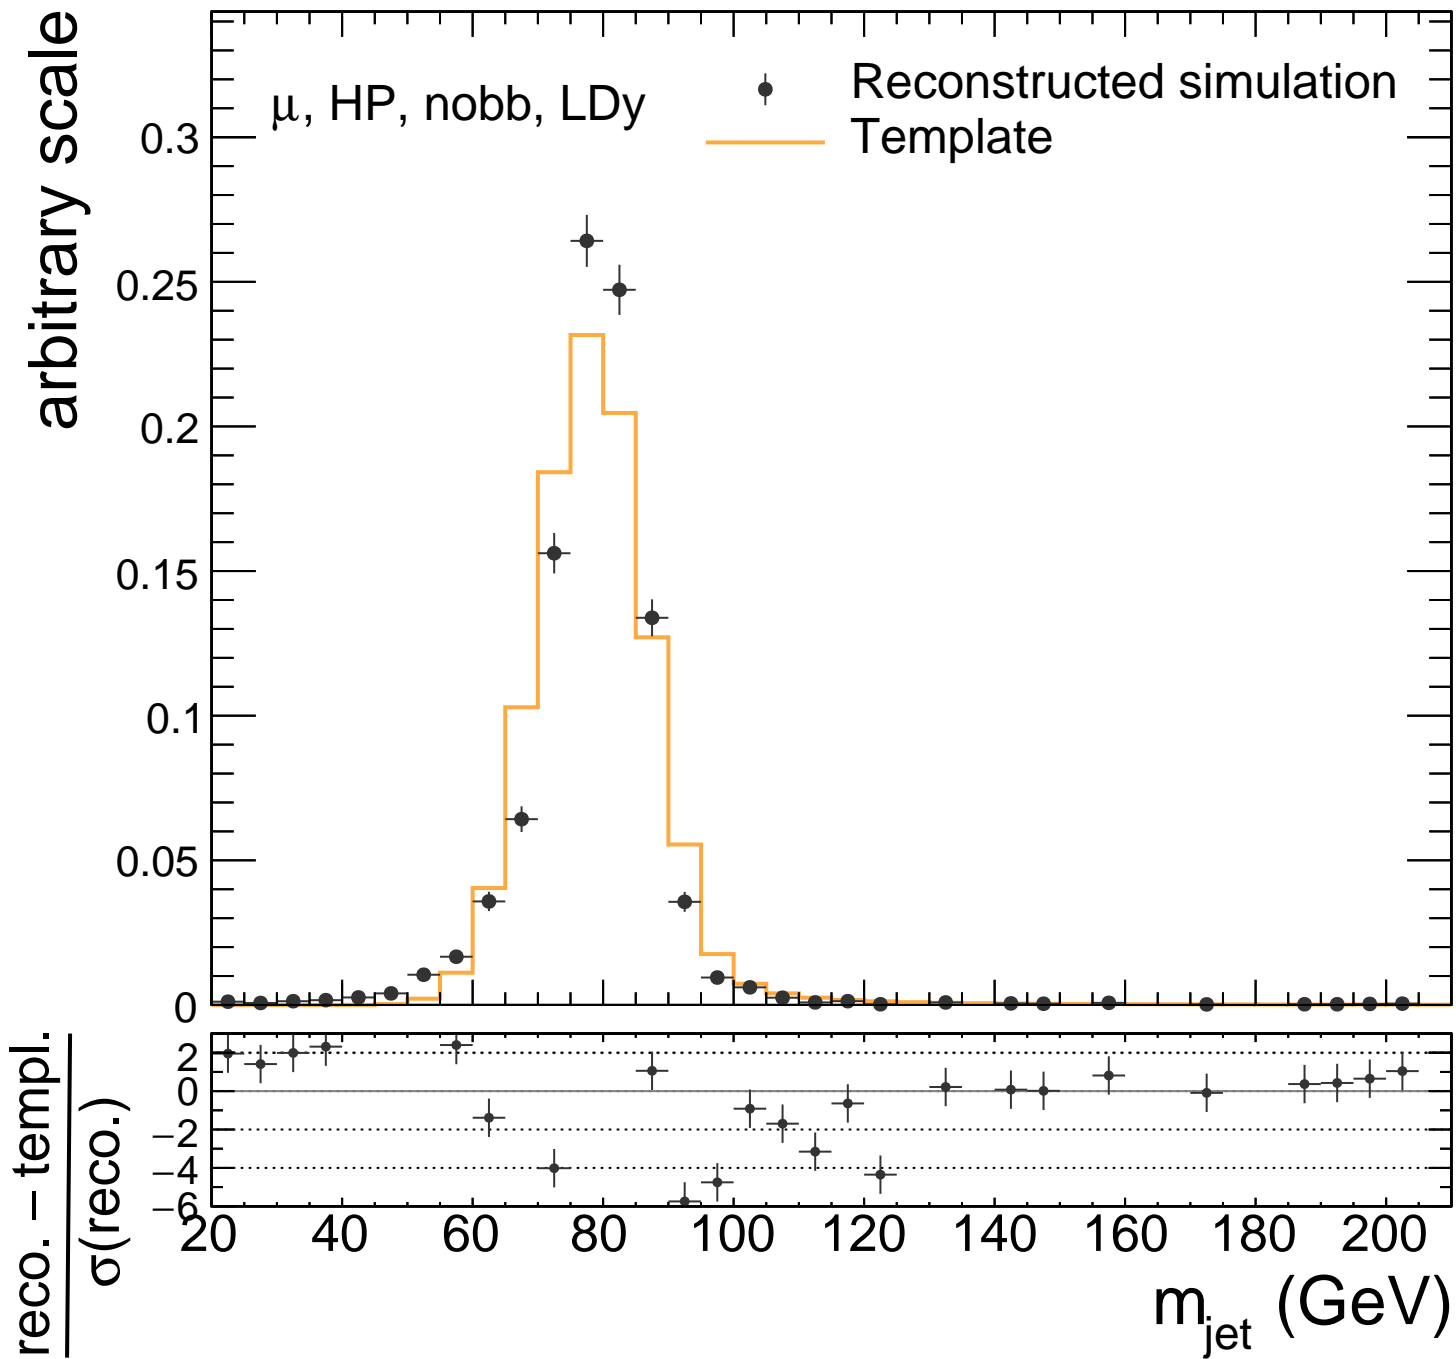 arbitrary scale
μ, HP, nobb, LDy
Reconstructed simulation
Template
0.3
0.25
0.2
0.15
0.1
0.05
0
2
0
−2
−4
−6
reco. − templ.
σ(reco.)
20 40 60 80 100 120 140 160 180 200
m_jet (GeV)